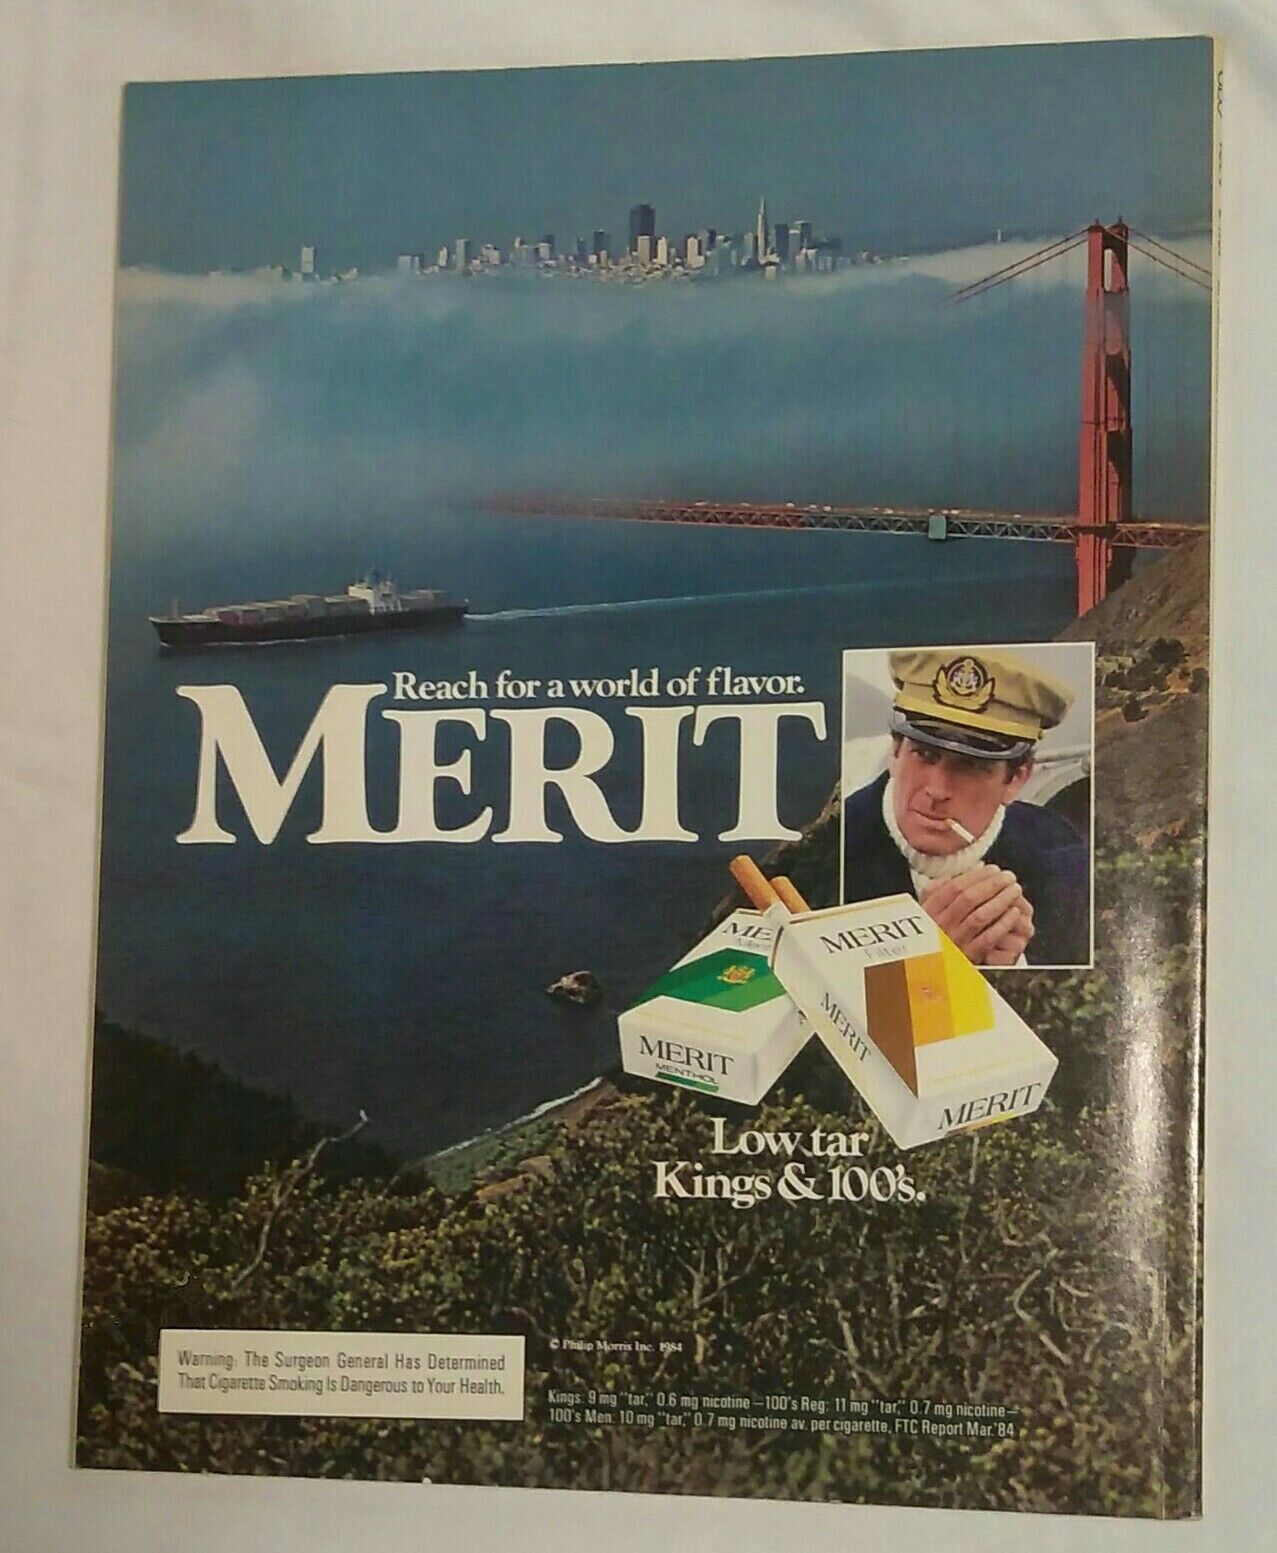 Reach for a world of flavor.
MERIT
MERIT
Filter
MERIT
MERIT
MERIT
MENTHOL
Low tar
Kings & 100's.
© Philip Morris Inc. 1984
Warning: The Surgeon General Has Determined
That Cigarette Smoking Is Dangerous to Your Health.
Kings: 9 mg "tar," 0.6 mg nicotine—100's Reg: 11 mg "tar," 0.7 mg nicotine—
100's Men: 10 mg "tar," 0.7 mg nicotine av. per cigarette, FTC Report Mar.'84